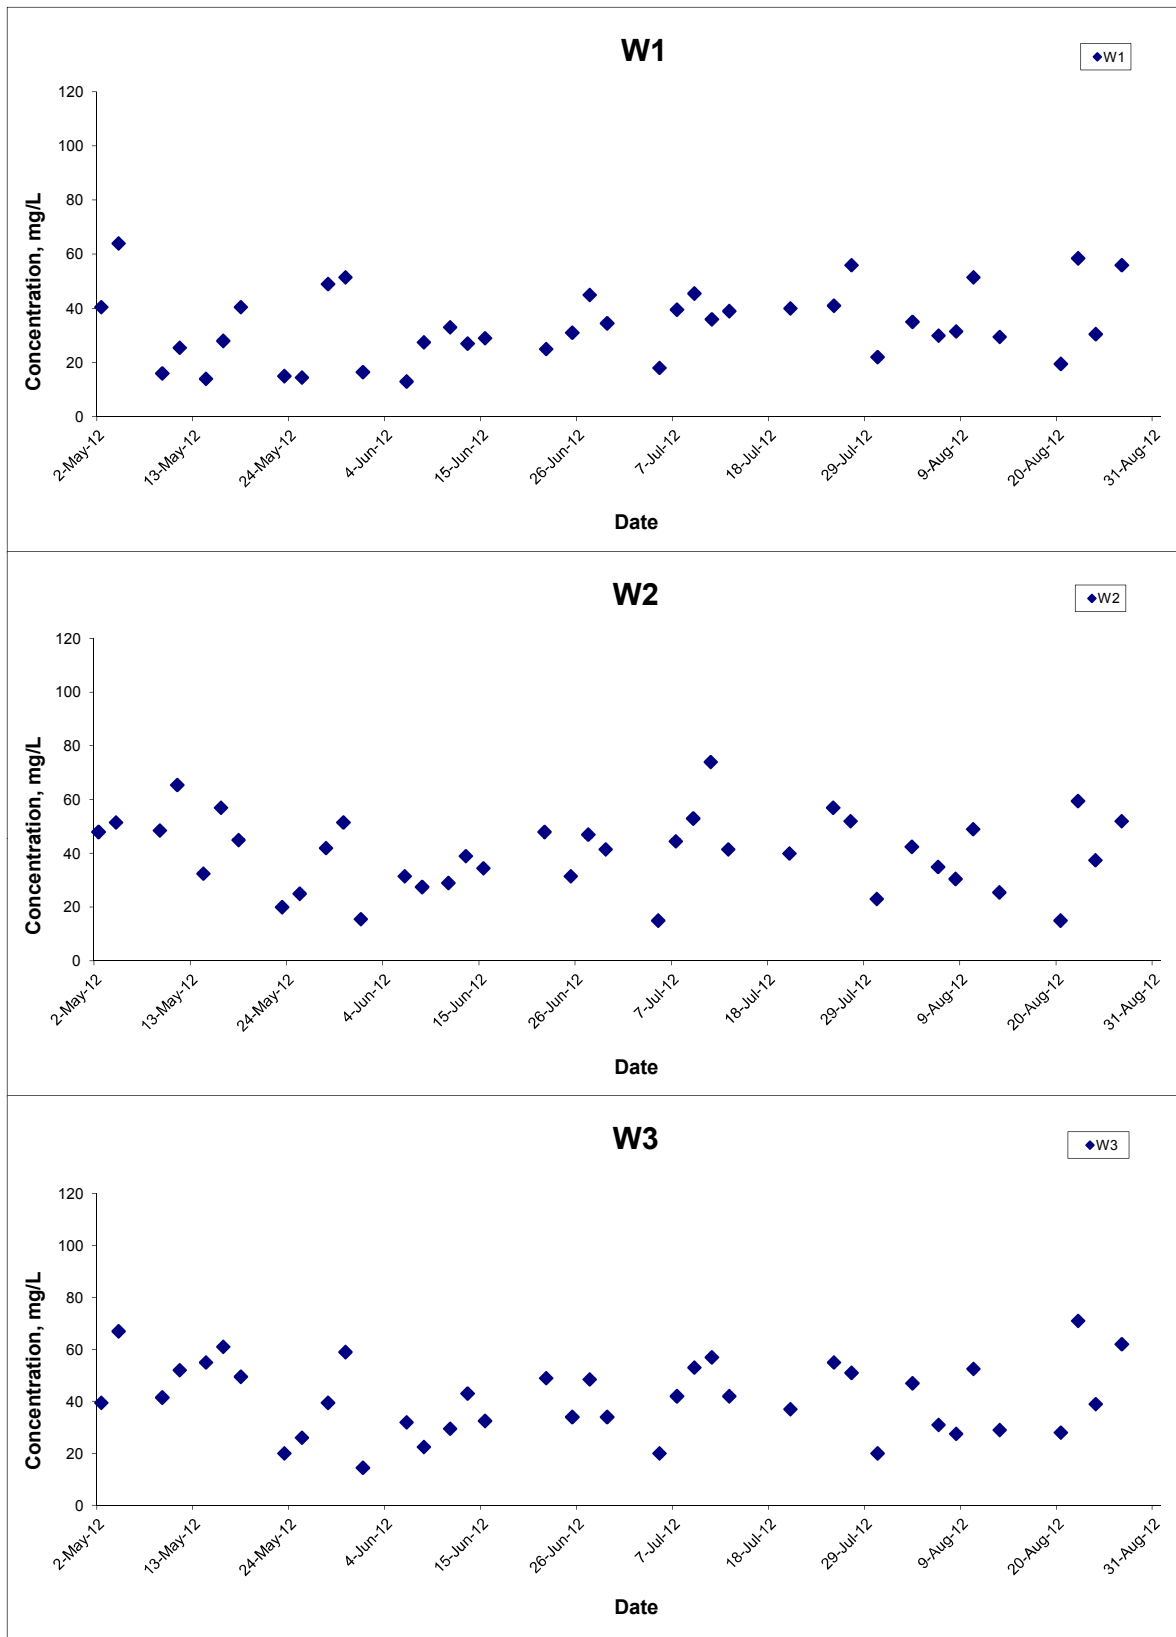 W1
W1
120
100
80
60
40
20
0
Concentration, mg/L
2-May-12
13-May-12
24-May-12
4-Jun-12
15-Jun-12
26-Jun-12
7-Jul-12
18-Jul-12
29-Jul-12
9-Aug-12
20-Aug-12
31-Aug-12
Date
W2
W2
120
100
80
60
40
20
0
Concentration, mg/L
2-May-12
13-May-12
24-May-12
4-Jun-12
15-Jun-12
26-Jun-12
7-Jul-12
18-Jul-12
29-Jul-12
9-Aug-12
20-Aug-12
31-Aug-12
Date
W3
W3
120
100
80
60
40
20
0
Concentration, mg/L
2-May-12
13-May-12
24-May-12
4-Jun-12
15-Jun-12
26-Jun-12
7-Jul-12
18-Jul-12
29-Jul-12
9-Aug-12
20-Aug-12
31-Aug-12
Date